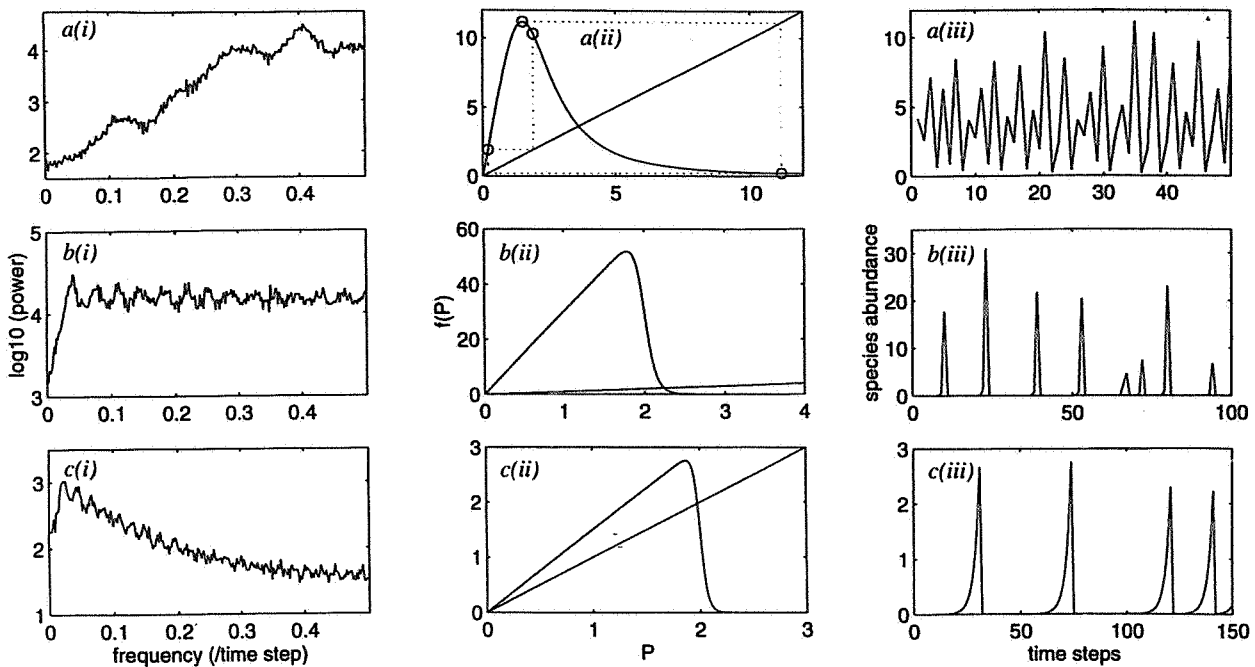 a(i)
4
3
2
0 0.1 0.2 0.3 0.4
a(ii)
10
5
0
0 5 10
a(iii)
10
5
0
10 20 30 40
log10 (power)
b(i)
5
4
3
0 0.1 0.2 0.3 0.4
f(P)
b(ii)
60
40
20
0
0 1 2 3 4
species abundance
b(iii)
30
20
10
0
50 100
c(i)
3
2
1
0 0.1 0.2 0.3 0.4
frequency (/time step)
c(ii)
3
2
1
0
0 1 2 3
P
c(iii)
3
2
1
0
0 50 100 150
time steps